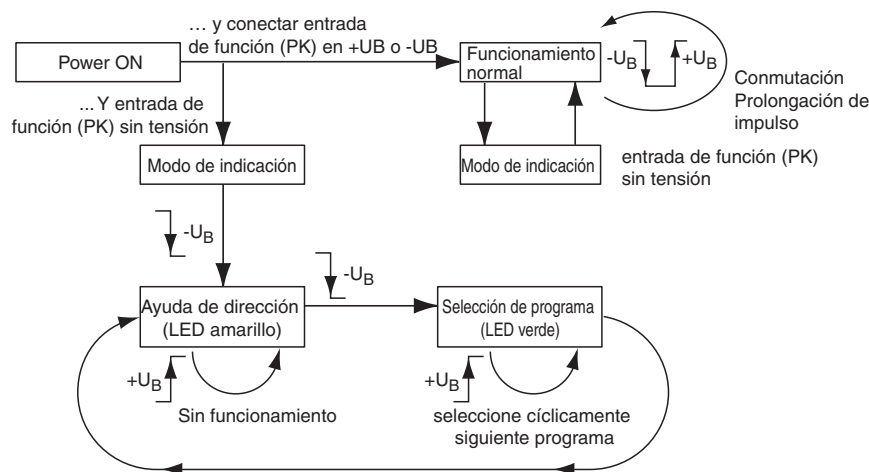 ... y conectar entrada
de función (PK) en +UB o -UB
Power ON
Funcionamiento
normal
-UB
+UB
Conmutación
Prolongación de
impulso
...Y entrada de
función (PK) sin tensión
Modo de indicación
Modo de indicación
entrada de función (PK)
sin tensión
-UB
-UB
Ayuda de dirección
(LED amarillo)
Selección de programa
(LED verde)
+UB
Sin funcionamiento
+UB
seleccione cíclicamente
siguiente programa